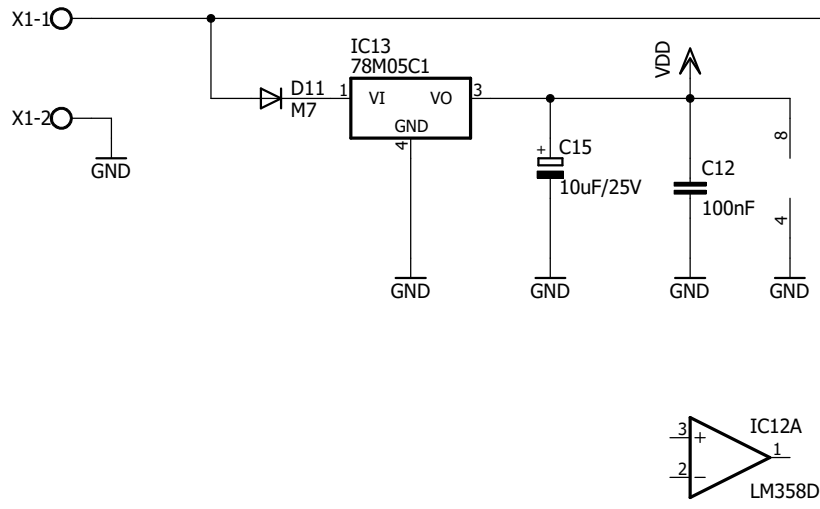 X1-1
IC13
78M05C1
VDD
D11
M7
1
VI
VO
3
GND
4
X1-2
GND
+
C15
10uF/25V
C12
100nF
8
4
GND
GND
GND
GND
IC12A
3
+
1
2
-
LM358D